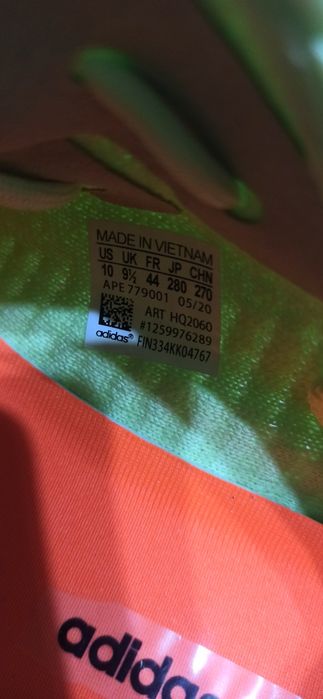 MADE IN VIETNAM
US UK FR JP CHN
10 9½ 44 280 270
APE 779001 05/20
ART HQ2060
#1259976289
adidas® FIN334KK04767
adidas